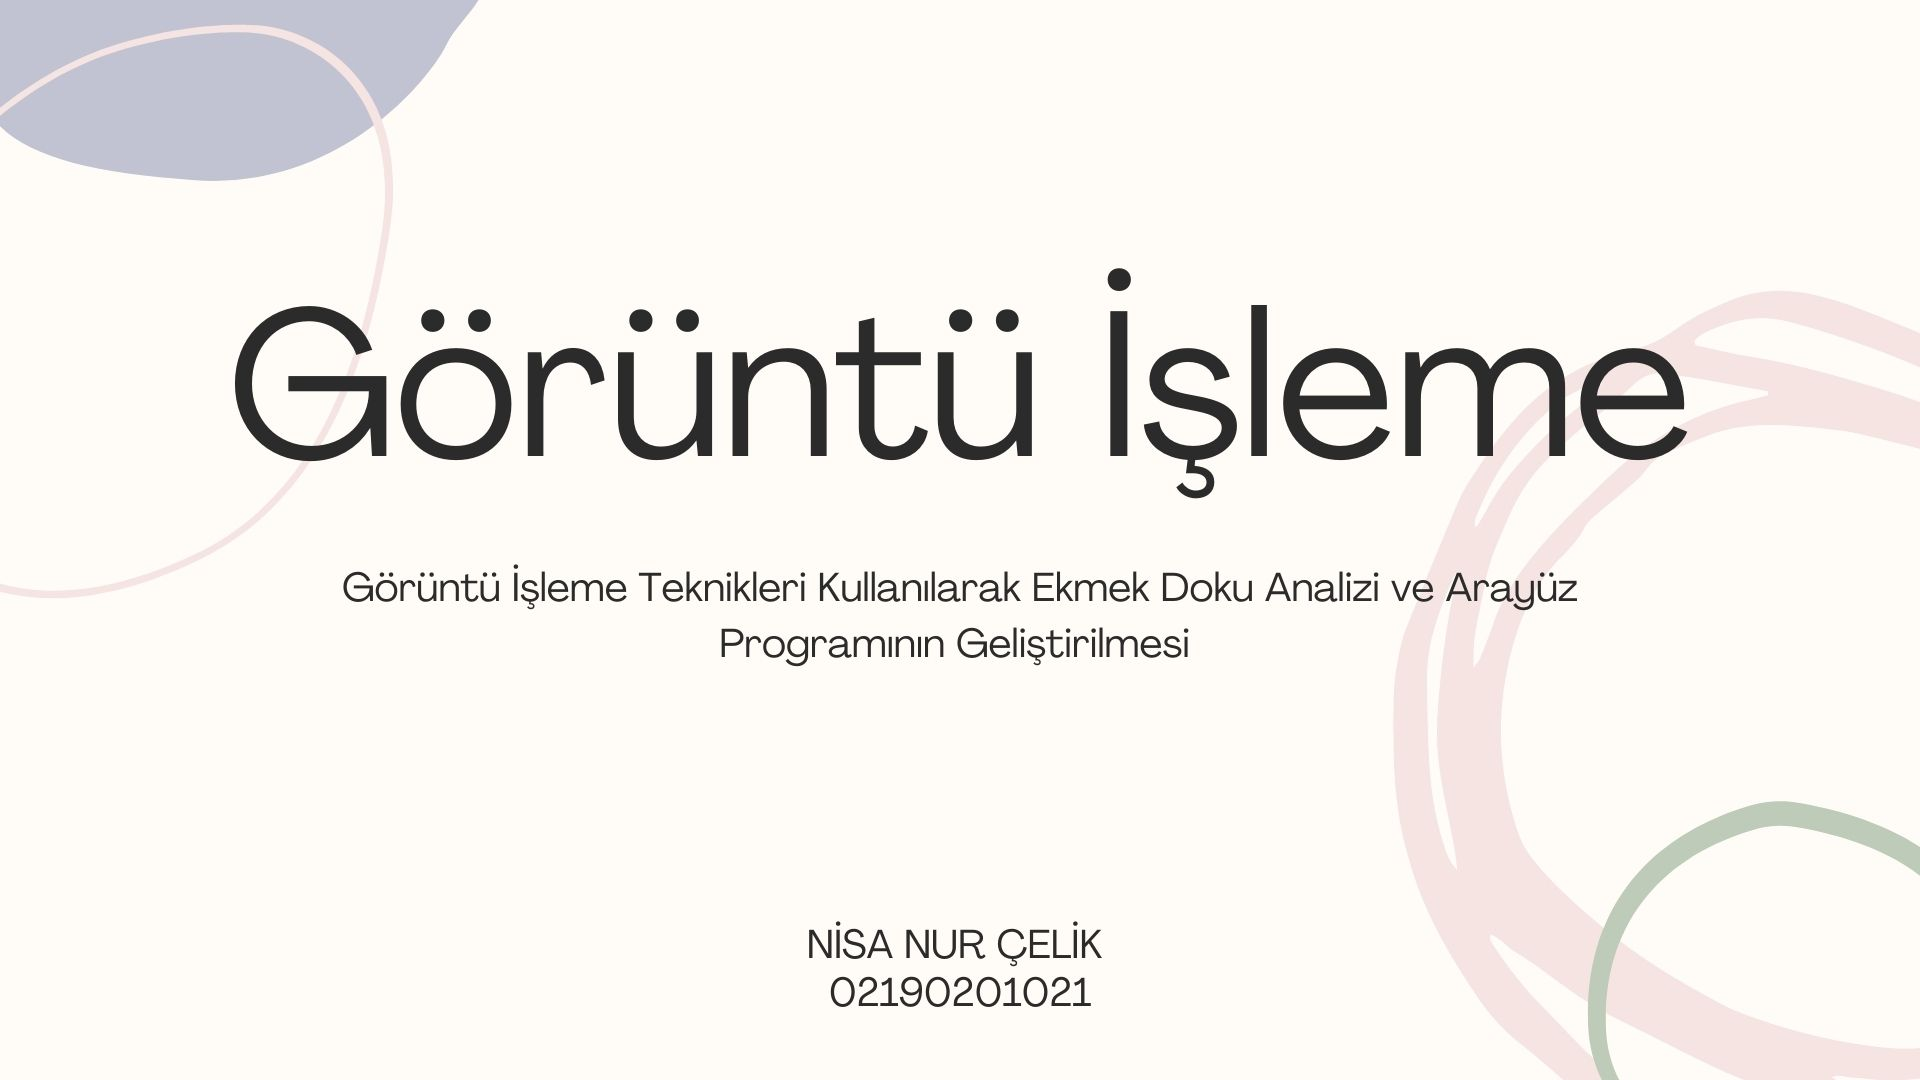 Görüntü İşleme
Görüntü İşleme Teknikleri Kullanılarak Ekmek Doku Analizi ve Arayüz
Programının Geliştirilmesi
NİSA NUR ÇELİK
02190201021